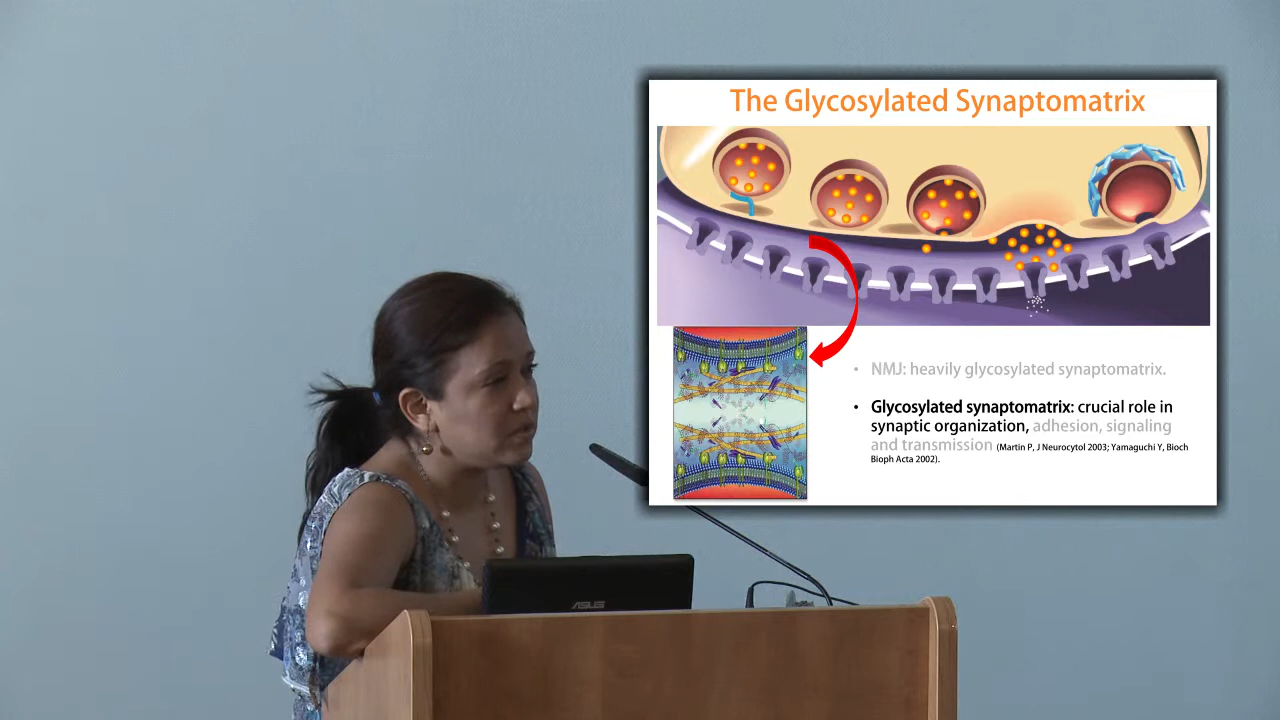 The Glycosylated Synaptomatrix
• NMJ: heavily glycosylated synaptomatrix.
• Glycosylated synaptomatrix: crucial role in
synaptic organization, adhesion, signaling
and transmission (Martin P, J Neurocytol 2003; Yamaguchi Y, Bioch
Bioph Acta 2002).
ASUS